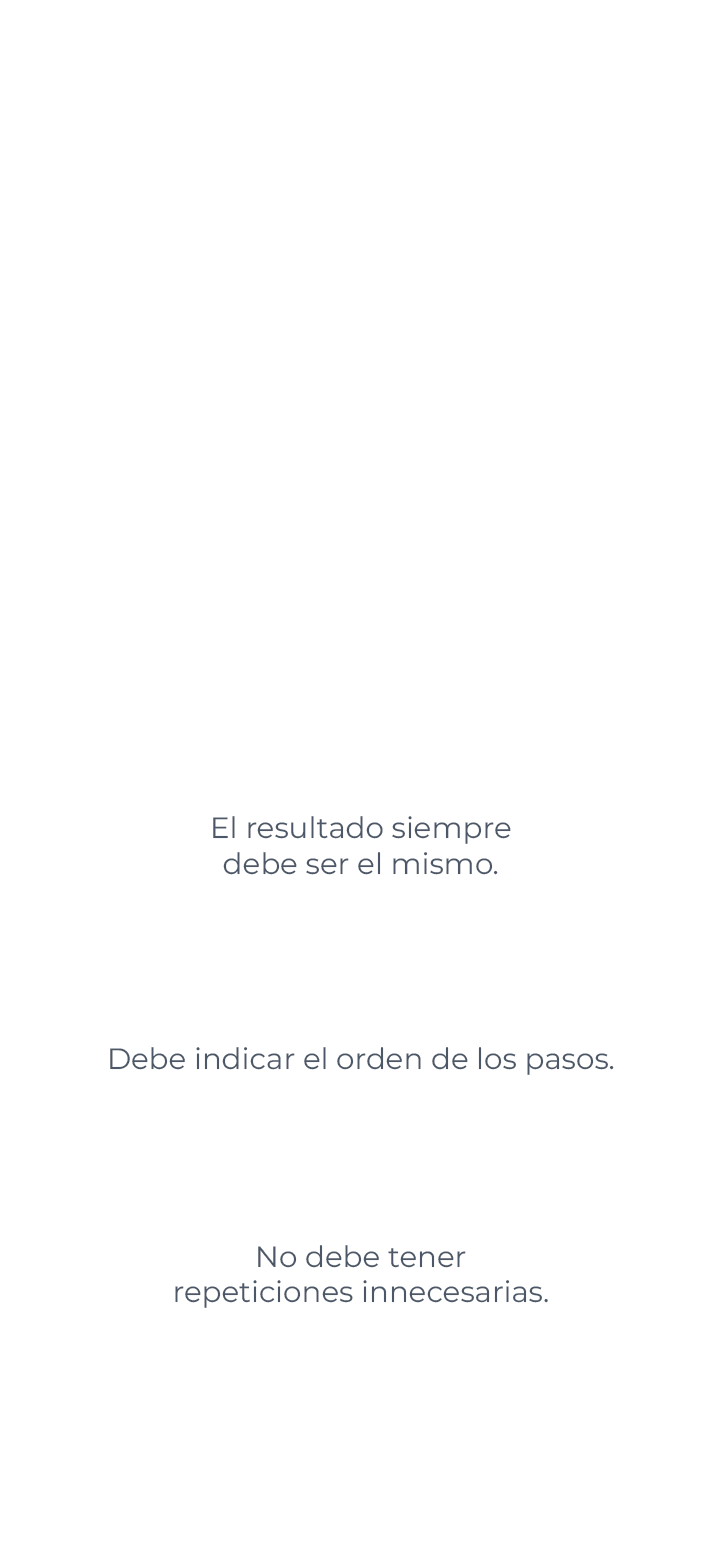 El resultado siempre
debe ser el mismo.
Debe indicar el orden de los pasos.
No debe tener
repeticiones innecesarias.